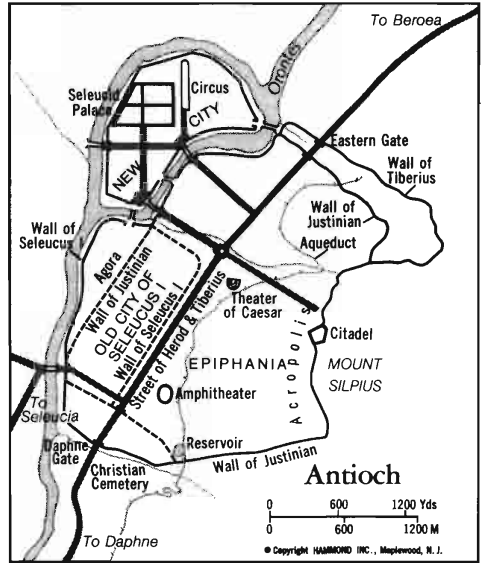 To Beroea
Orontes
Circus
Seleucid
Palace
CITY
NEW
Eastern Gate
Wall of
Tiberius
Wall of
Justinian
Aqueduct
Wall of
Seleucus
Agora
Wall of Justinian
OLD CITY OF
SELEUCUS I
Wall of Seleucus I
Street of Herod & Tiberius
Theater
of Caesar
Acropolis
Citadel
EPIPHANIA
MOUNT
SILPIUS
Amphitheater
To
Seleucia
Daphne
Gate
Reservoir
Wall of Justinian
Christian
Cemetery
Antioch
0 600 1200 Yds
0 600 1200 M
To Daphne
© Copyright HAMMOND INC., Maplewood, N. J.